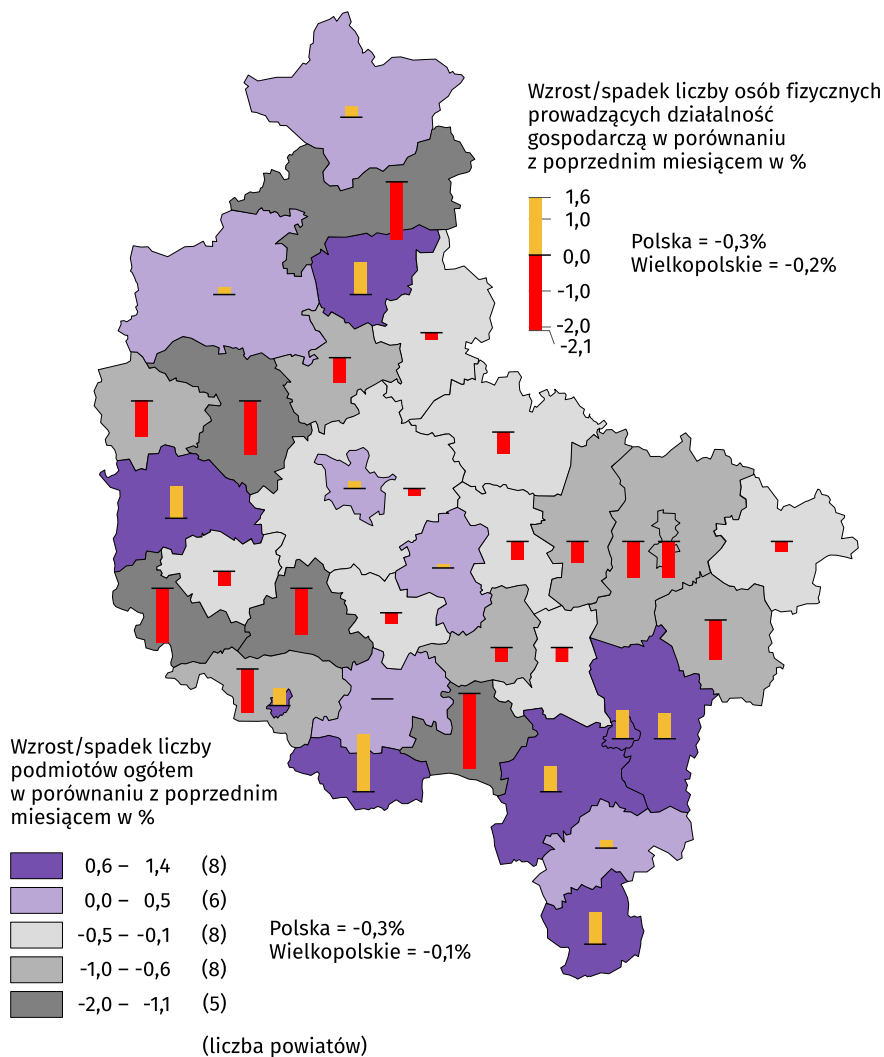 Wzrost/spadek liczby osób fizycznych
prowadzących działalność
gospodarczą w porównaniu
z poprzednim miesiącem w %
1,6
1,0
0,0
-1,0
-2,0
-2,1
Polska = -0,3%
Wielkopolskie = -0,2%
Wzrost/spadek liczby
podmiotów ogółem
w porównaniu z poprzednim
miesiącem w %
0,6 – 1,4 (8)
0,0 – 0,5 (6)
-0,5 – -0,1 (8)
-1,0 – -0,6 (8)
-2,0 – -1,1 (5)
(liczba powiatów)
Polska = -0,3%
Wielkopolskie = -0,1%